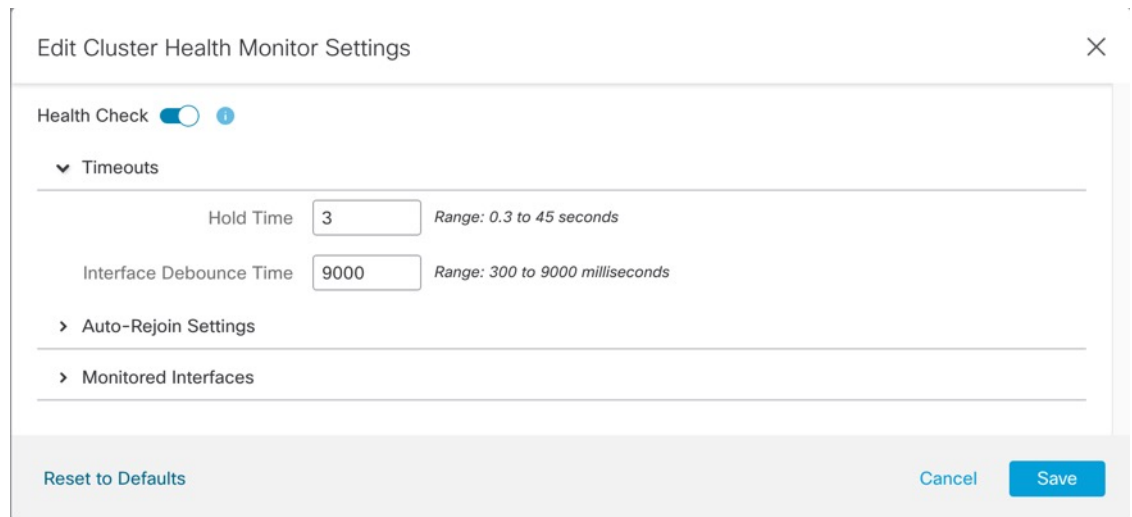 Edit Cluster Health Monitor Settings
Health Check
Timeouts
Hold Time 3 Range: 0.3 to 45 seconds
Interface Debounce Time 9000 Range: 300 to 9000 milliseconds
Auto-Rejoin Settings
Monitored Interfaces
Reset to Defaults Cancel Save